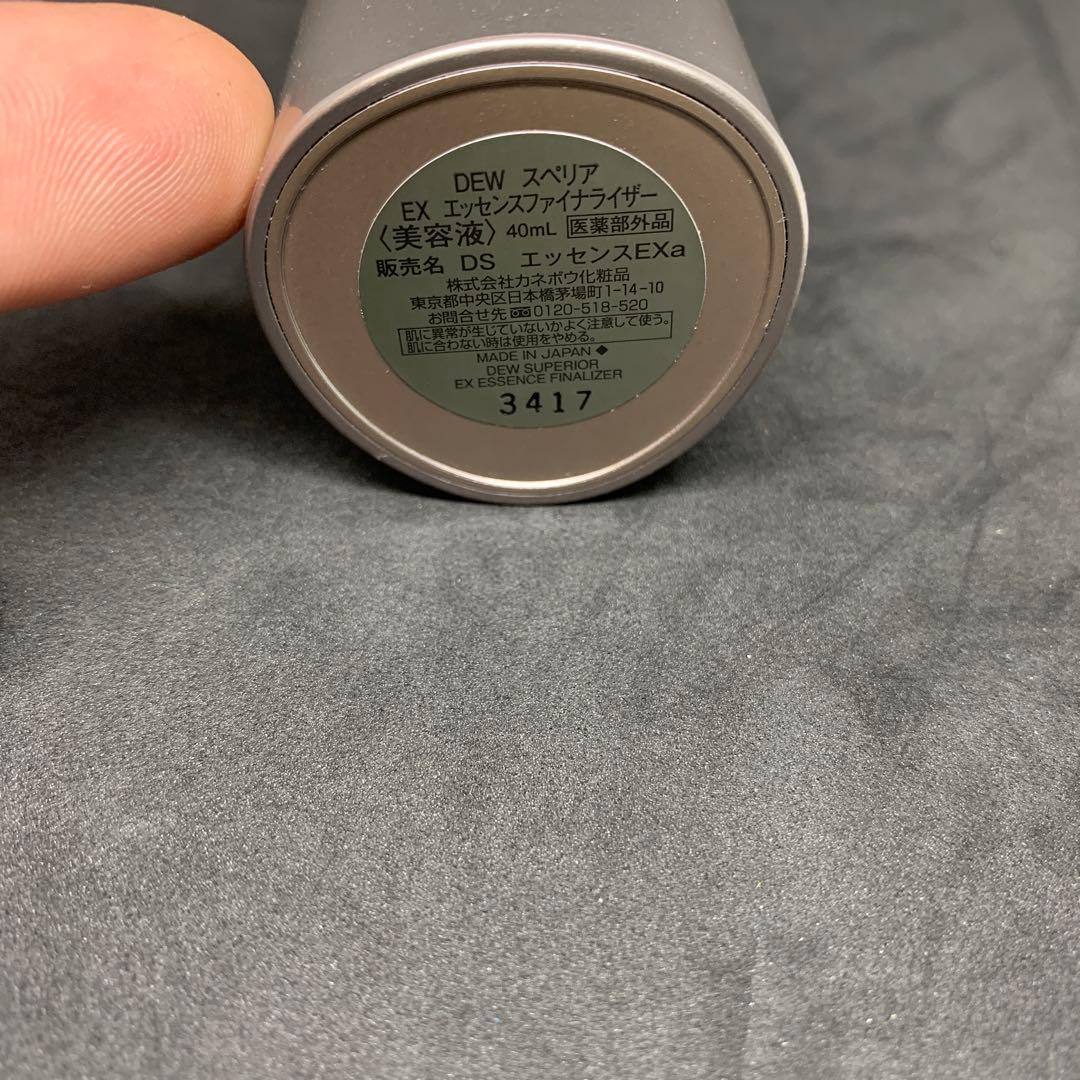 DEW スペリア
EX エッセンスファイナライザー
〈美容液〉 40mL 医薬部外品
販売名 DS エッセンスEXa
株式会社カネボウ化粧品
東京都中央区日本橋茅場町1-14-10
お問合せ先 0120-518-520
肌に異常が生じていないかよく注意して使う。
肌に合わない時は使用をやめる。
MADE IN JAPAN ◆
DEW SUPERIOR
EX ESSENCE FINALIZER
3417